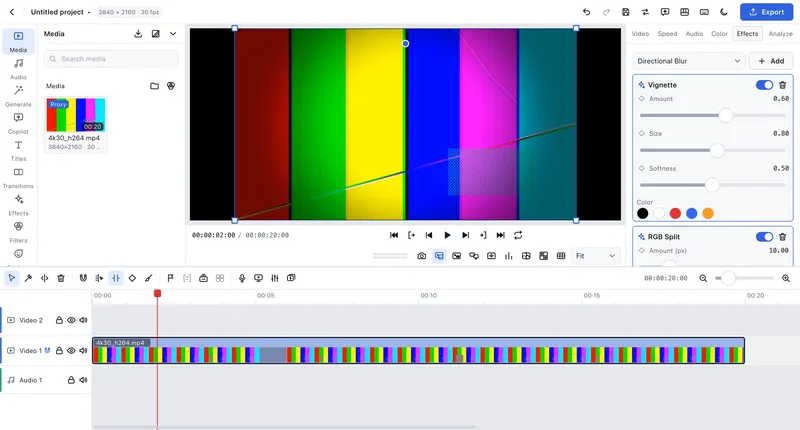 Untitled project
3840 × 2160 · 30 fps
Export
Media
Audio
Generate
Copilot
Titles
Transitions
Effects
Filters
Media
Search media
Media
Proxy
00:20
4k30_h264.mp4
3840×2160 · 30 ...
00:00:02:00 / 00:00:20:00
Fit
Video
Speed
Audio
Color
Effects
Analyze
Directional Blur
Add
Vignette
Amount
0.60
Size
0.80
Softness
0.50
Color
RGB Split
Amount (px)
10.00
00:00:20:00
00:00
00:05
00:10
00:15
00:20
Video 2
Video 1
4k30_h264.mp4
Audio 1